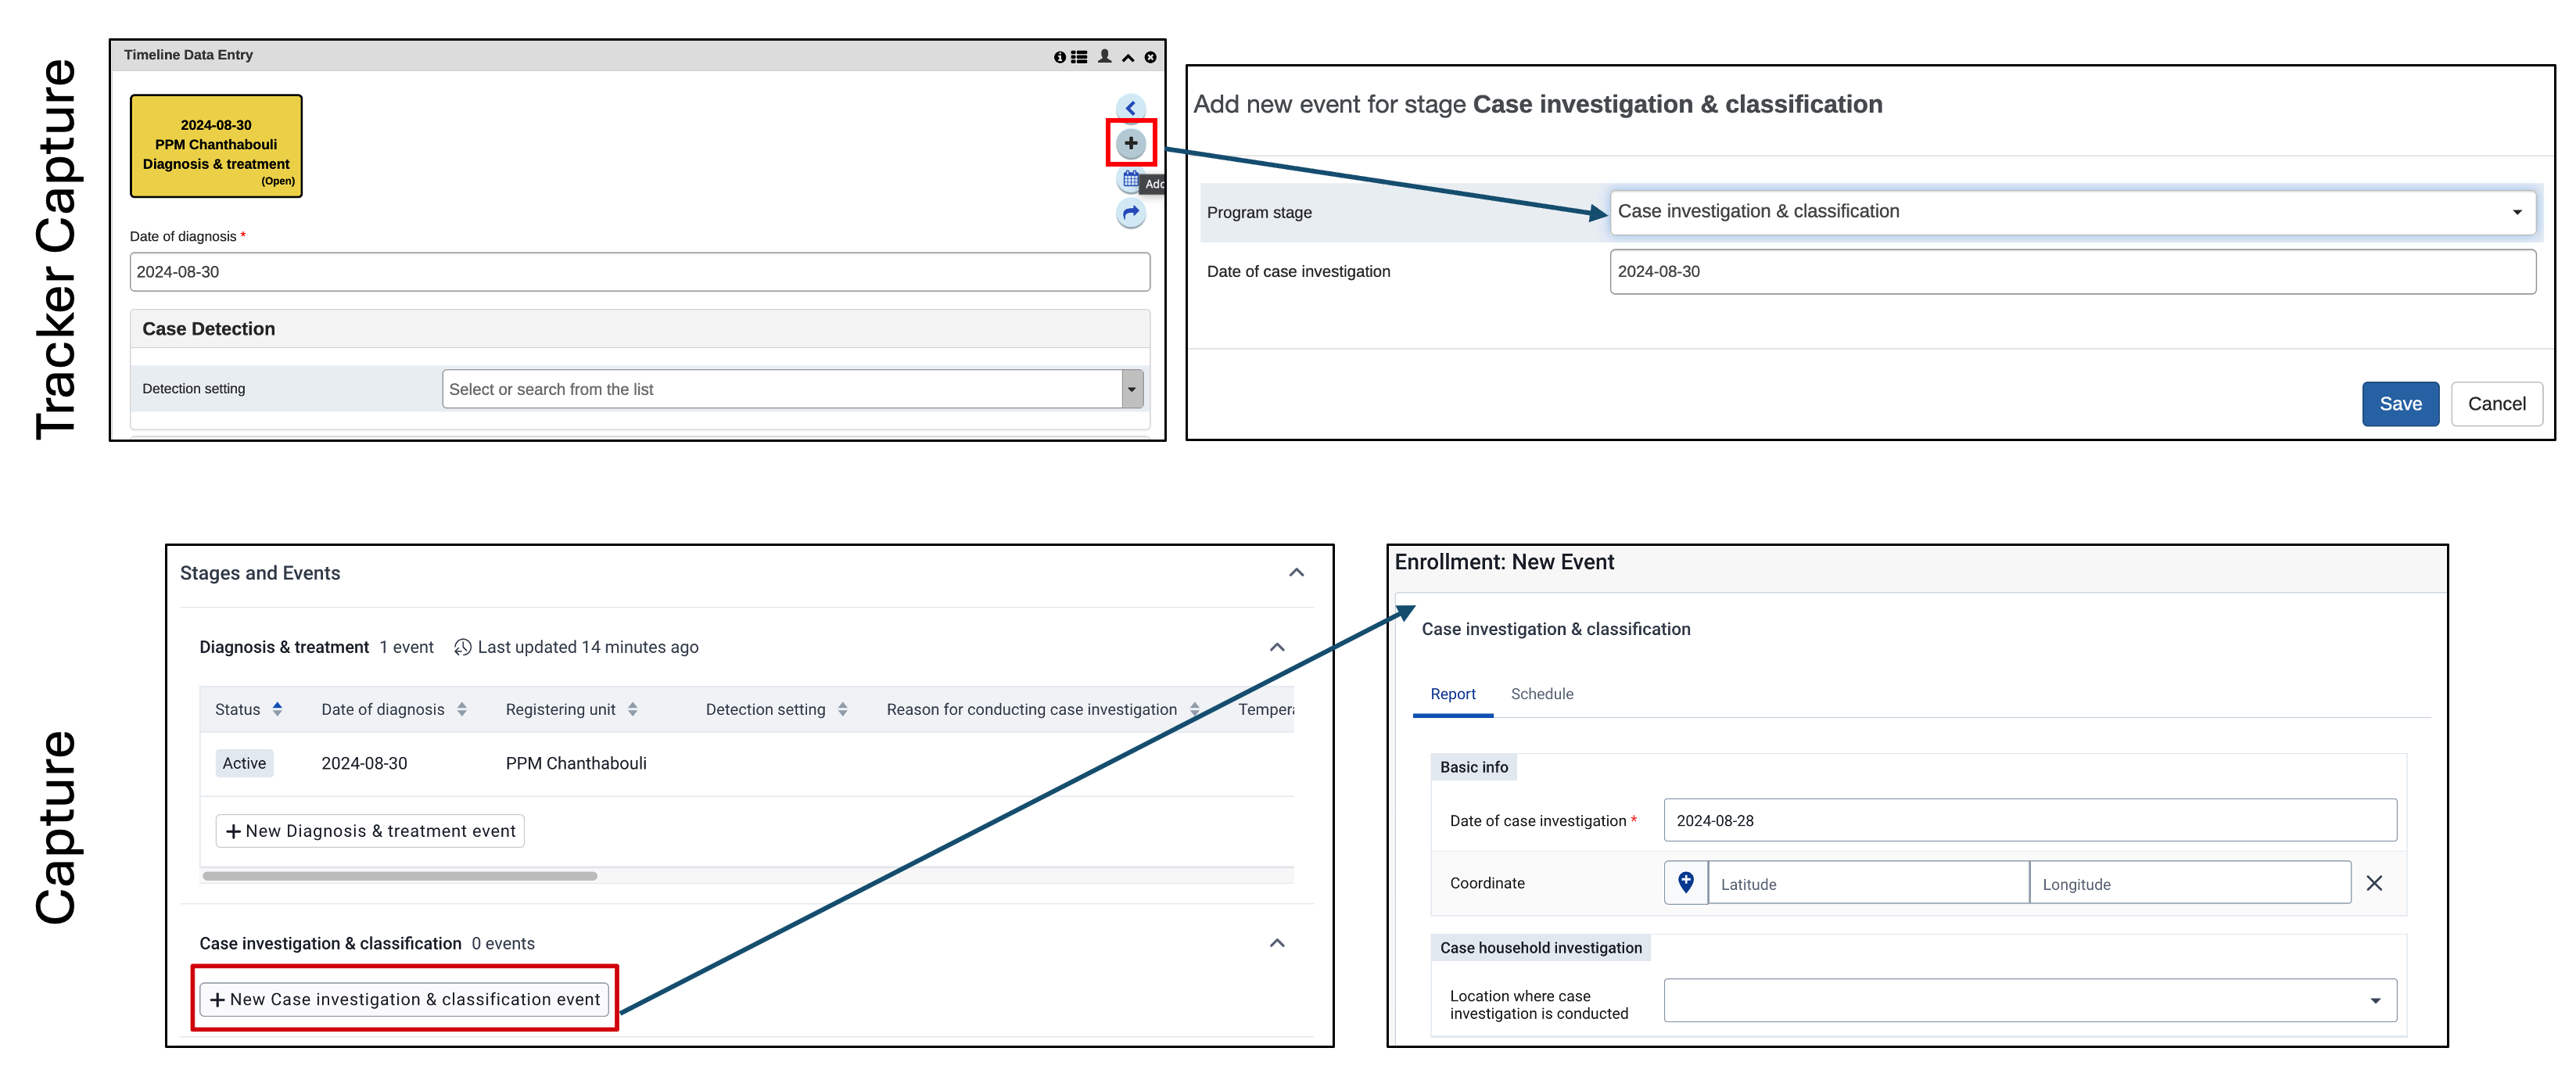 Tracker Capture
Timeline Data Entry
2024-08-30
PPM Chanthabouli
Diagnosis & treatment
(Open)
Add
Date of diagnosis *
2024-08-30
Case Detection
Detection setting
Select or search from the list
Add new event for stage Case investigation & classification
Program stage
Case investigation & classification
Date of case investigation
2024-08-30
Save
Cancel
Capture
Stages and Events
Diagnosis & treatment 1 event Last updated 14 minutes ago
Status Date of diagnosis Registering unit Detection setting Reason for conducting case investigation Tempera
Active 2024-08-30 PPM Chanthabouli
+ New Diagnosis & treatment event
Case investigation & classification 0 events
+ New Case investigation & classification event
Enrollment: New Event
Case investigation & classification
Report Schedule
Basic info
Date of case investigation *
2024-08-28
Coordinate
Latitude
Longitude
Case household investigation
Location where case
investigation is conducted